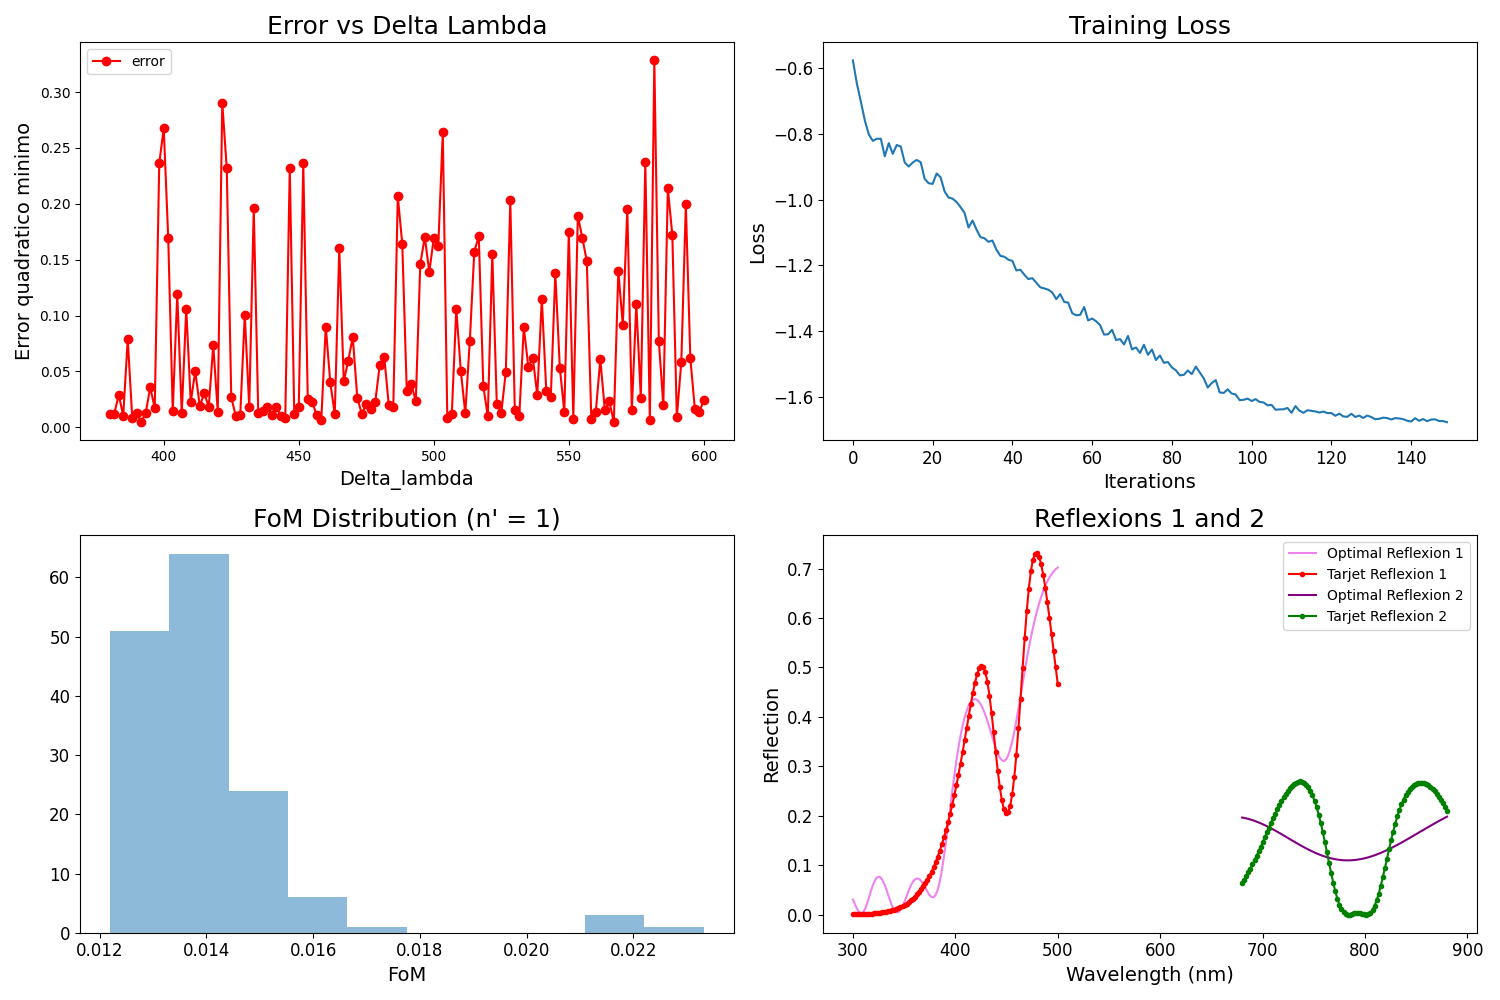 Error vs Delta Lambda
error
Error quadratico minimo
0.30
0.25
0.20
0.15
0.10
0.05
0.00
400 450 500 550 600
Delta_lambda
Training Loss
Loss
−0.6
−0.8
−1.0
−1.2
−1.4
−1.6
0 20 40 60 80 100 120 140
Iterations
FoM Distribution (n' = 1)
60
50
40
30
20
10
0
0.012 0.014 0.016 0.018 0.020 0.022
FoM
Reflexions 1 and 2
Optimal Reflexion 1
Tarjet Reflexion 1
Optimal Reflexion 2
Tarjet Reflexion 2
Reflection
0.7
0.6
0.5
0.4
0.3
0.2
0.1
0.0
300 400 500 600 700 800 900
Wavelength (nm)